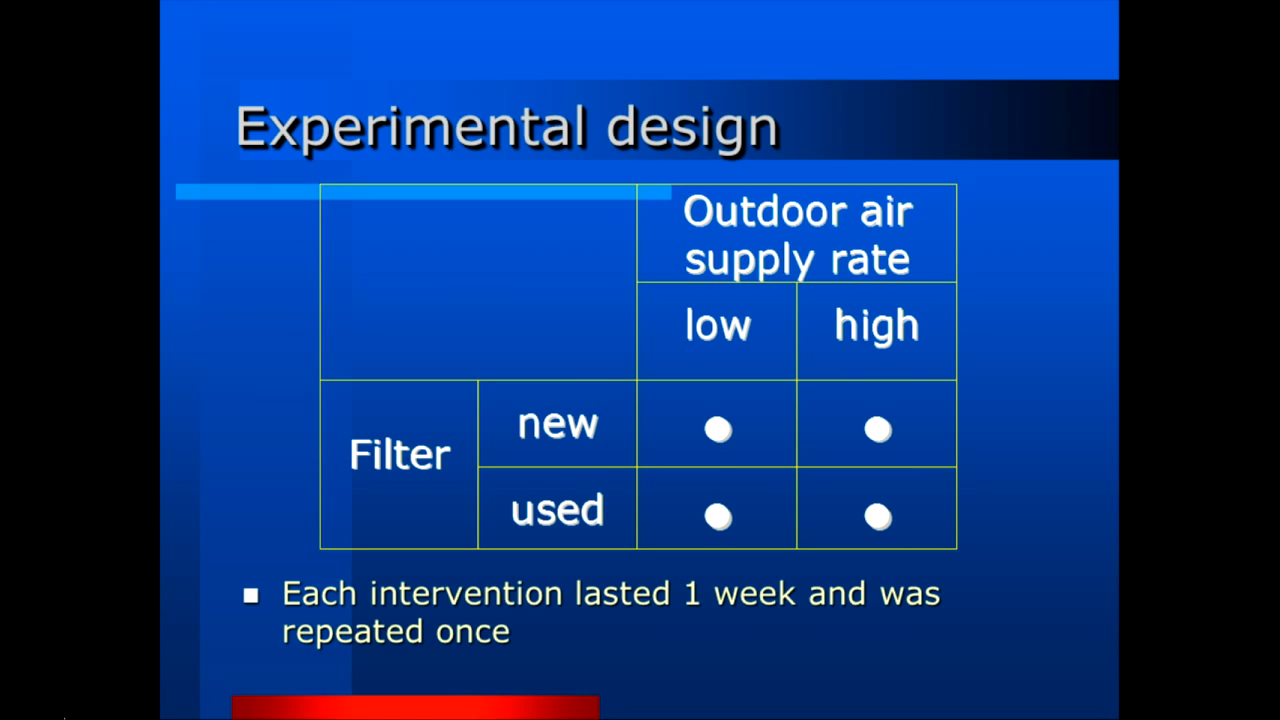 Experimental design
Outdoor air
supply rate
low high
new
Filter
used
Each intervention lasted 1 week and was
repeated once